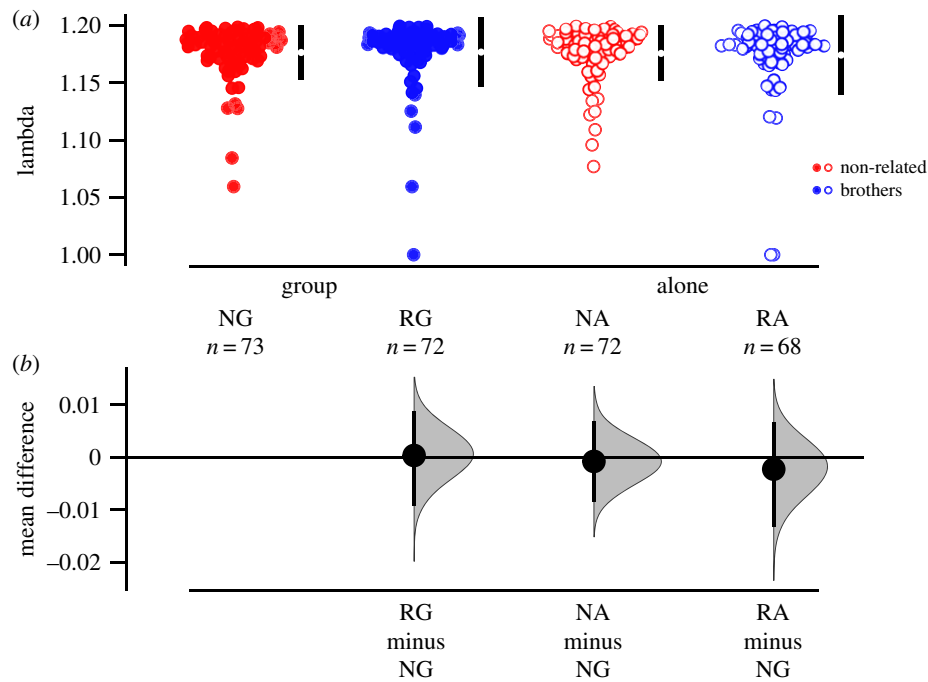 (a)
lambda
1.20
1.15
1.10
1.05
1.00
non-related
brothers
group alone
NG RG NA RA
n = 73 n = 72 n = 72 n = 68
(b)
mean difference
0.01
0
–0.01
–0.02
RG NA RA
minus minus minus
NG NG NG